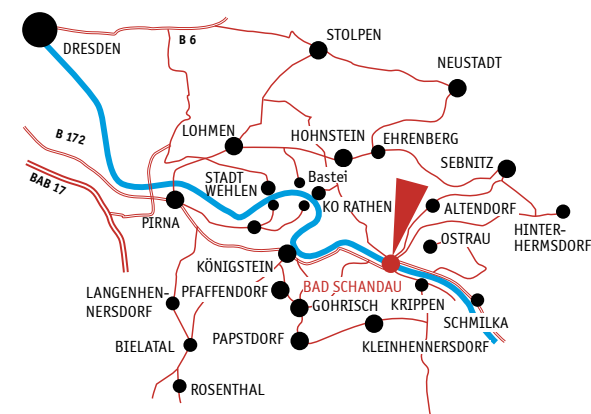 DRESDEN
B 6
STOLPEN
NEUSTADT
B 172
LOHMEN
HOHNSTEIN
EHRENBERG
SEBNITZ
BAB 17
STADT
WEHLEN
Bastei
KO RATHEN
ALTENDORF
PIRNA
OSTRAU
HINTER-
HERMSDORF
KÖNIGSTEIN
BAD SCHANDAU
LANGENHEN-
NERSDORF
PFAFFENDORF
GOHRISCH
KRIPPEN
SCHMILKA
BIELATAL
PAPSTDORF
KLEINHENNERSDORF
ROSENTHAL